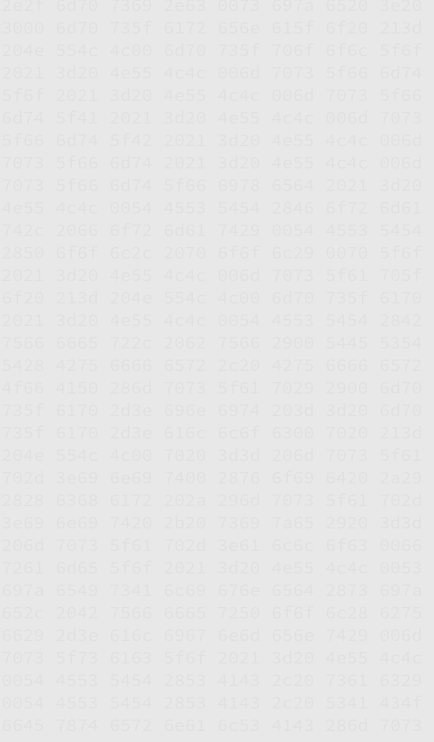 2e2f 6d70 7369 2e63 0073 697a 6520 3e20
3000 6d70 735f 6172 656e 615f 6f20 213d
204e 554c 4c00 6d70 735f 706f 6f6c 5f6f
2021 3d20 4e55 4c4c 006d 7073 5f66 6d74
5f6f 2021 3d20 4e55 4c4c 006d 7073 5f66
6d74 5f41 2021 3d20 4e55 4c4c 006d 7073
5f66 6d74 5f42 2021 3d20 4e55 4c4c 006d
7073 5f66 6d74 2021 3d20 4e55 4c4c 006d
7073 5f66 6d74 5f66 6978 6564 2021 3d20
4e55 4c4c 0054 4553 5454 2846 6f72 6d61
742c 2066 6f72 6d61 7429 0054 4553 5454
2850 6f6f 6c2c 2070 6f6f 6c29 0070 5f6f
2021 3d20 4e55 4c4c 006d 7073 5f61 705f
6f20 213d 204e 554c 4c00 6d70 735f 6170
2021 3d20 4e55 4c4c 0054 4553 5454 2842
7566 6665 722c 2062 7566 2900 5445 5354
5428 4275 6666 6572 2c20 4275 6666 6572
4f66 4150 286d 7073 5f61 7029 2900 6d70
735f 6170 2d3e 696e 6974 203d 3d20 6d70
735f 6170 2d3e 616c 6c6f 6300 7020 213d
204e 554c 4c00 7020 3d3d 206d 7073 5f61
702d 3e69 6e69 7400 2876 6f69 6420 2a29
2828 6368 6172 202a 296d 7073 5f61 702d
3e69 6e69 7420 2b20 7369 7a65 2920 3d3d
206d 7073 5f61 702d 3e61 6c6c 6f63 0066
7261 6d65 5f6f 2021 3d20 4e55 4c4c 0053
697a 6549 7341 6c69 676e 6564 2873 697a
652c 2042 7566 6665 7250 6f6f 6c28 6275
6629 2d3e 616c 6967 6e6d 656e 7429 006d
7073 5f73 6163 5f6f 2021 3d20 4e55 4c4c
0054 4553 5454 2853 4143 2c20 7361 6329
0054 4553 5454 2853 4143 2c20 5341 434f
6645 7874 6572 6e61 6c53 4143 286d 7073